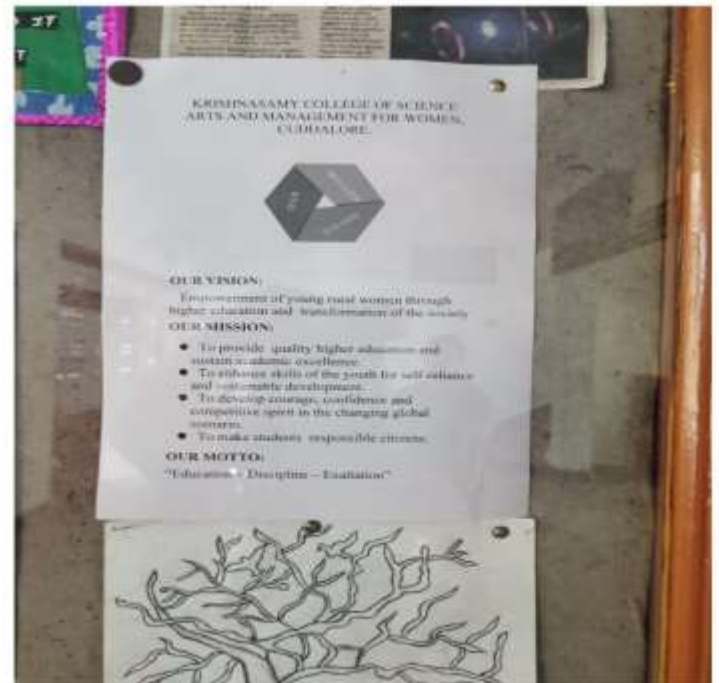 KRISHNASAMY COLLEGE OF SCIENCE
ARTS AND MANAGEMENT FOR WOMEN,
CUDDALORE.
OUR VISION:
Empowerment of young rural women through
higher education and transformation of the society
OUR MISSION:
● To provide quality higher education and
sustain academic excellence.
● To enhance skills of the youth for self reliance
and sustainable development.
● To develop courage, confidence and
competitive spirit in the changing global
scenario.
● To make students responsible citizens.
OUR MOTTO:
"Education – Discipline – Exaltation"